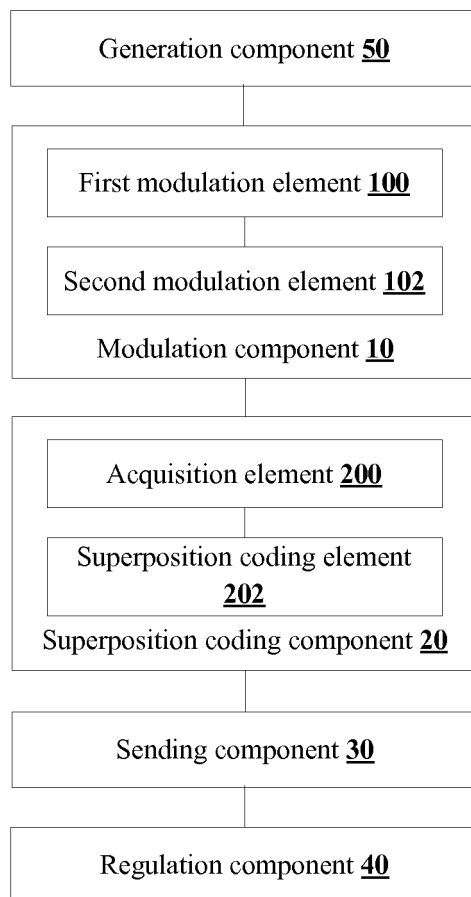 Generation component 50
First modulation element 100
Second modulation element 102
Modulation component 10
Acquisition element 200
Superposition coding element
202
Superposition coding component 20
Sending component 30
Regulation component 40